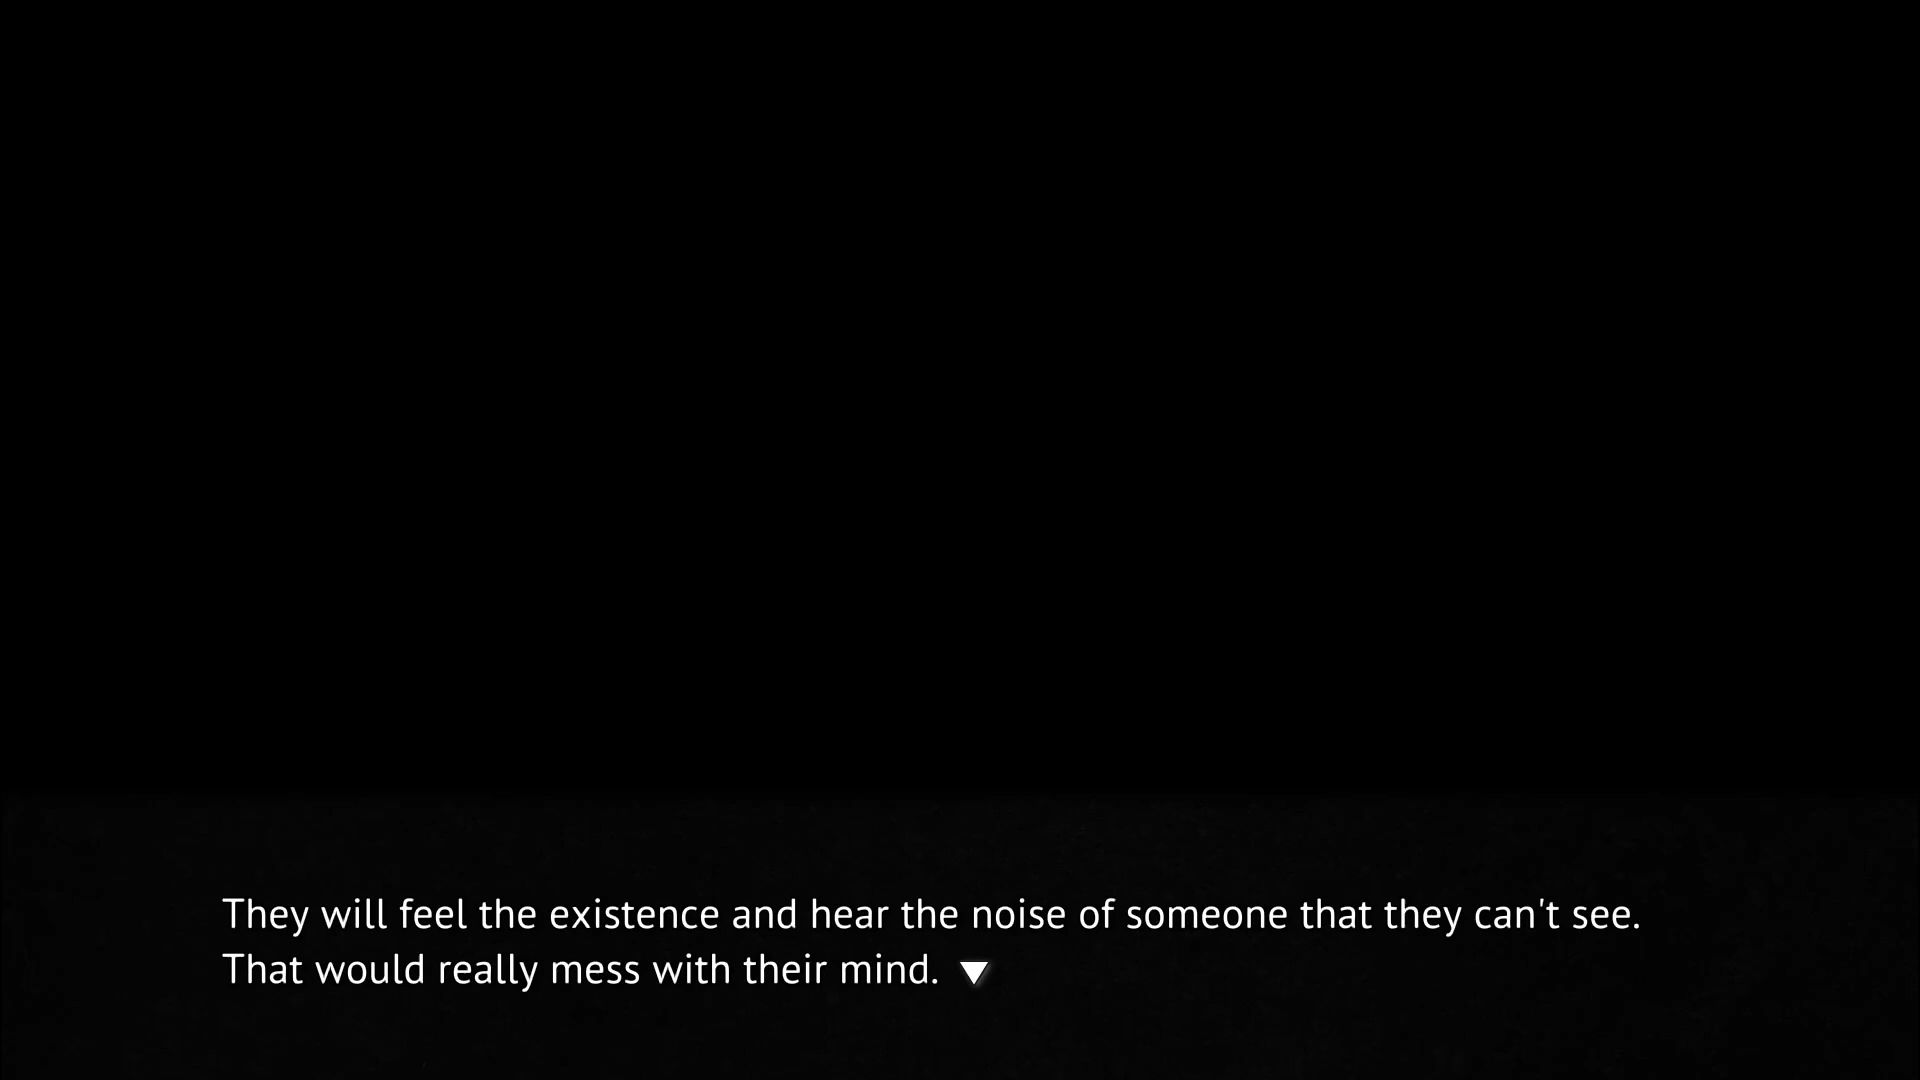 They will feel the existence and hear the noise of someone that they can't see.
That would really mess with their mind.